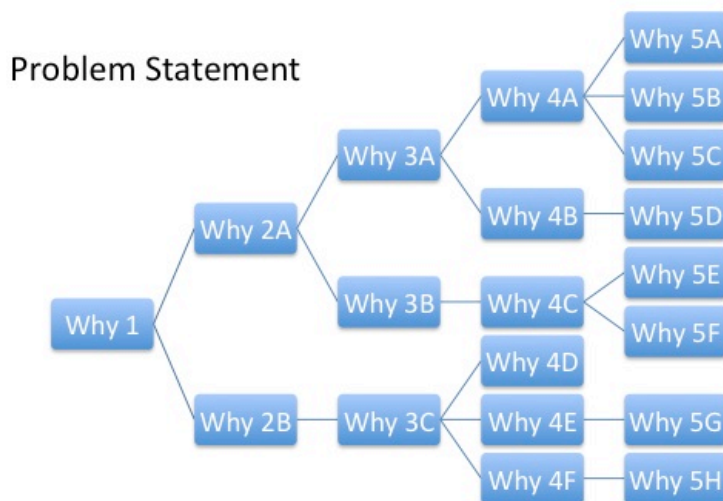 Problem Statement
Why 1
Why 2A
Why 2B
Why 3A
Why 3B
Why 3C
Why 4A
Why 4B
Why 4C
Why 4D
Why 4E
Why 4F
Why 5A
Why 5B
Why 5C
Why 5D
Why 5E
Why 5F
Why 5G
Why 5H